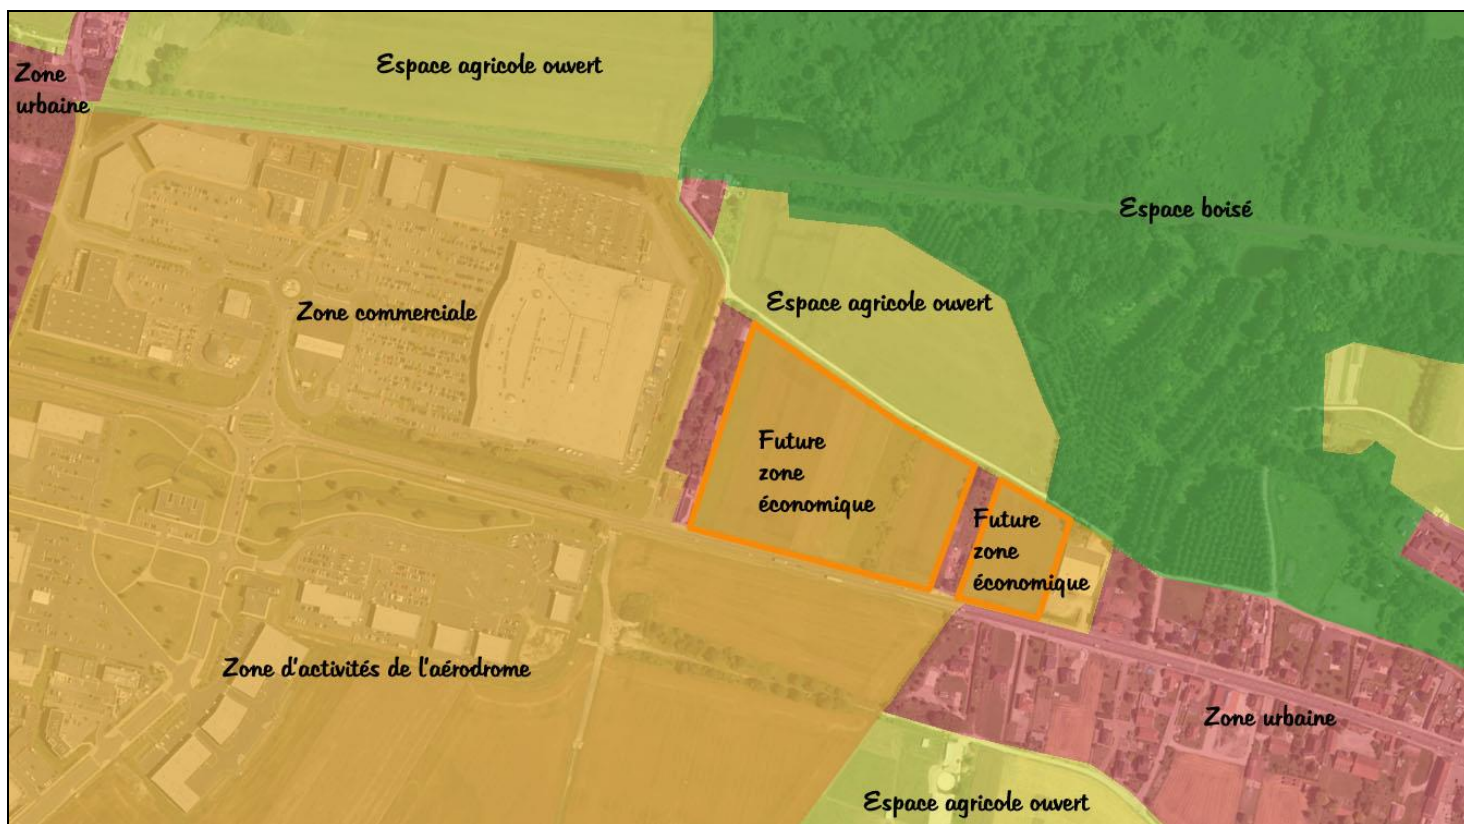 Espace agricole ouvert
Zone
urbaine
Espace boisé
Zone commerciale
Espace agricole ouvert
Future
zone
économique
Future
zone
économique
Zone d'activités de l'aérodrome
Zone urbaine
Espace agricole ouvert